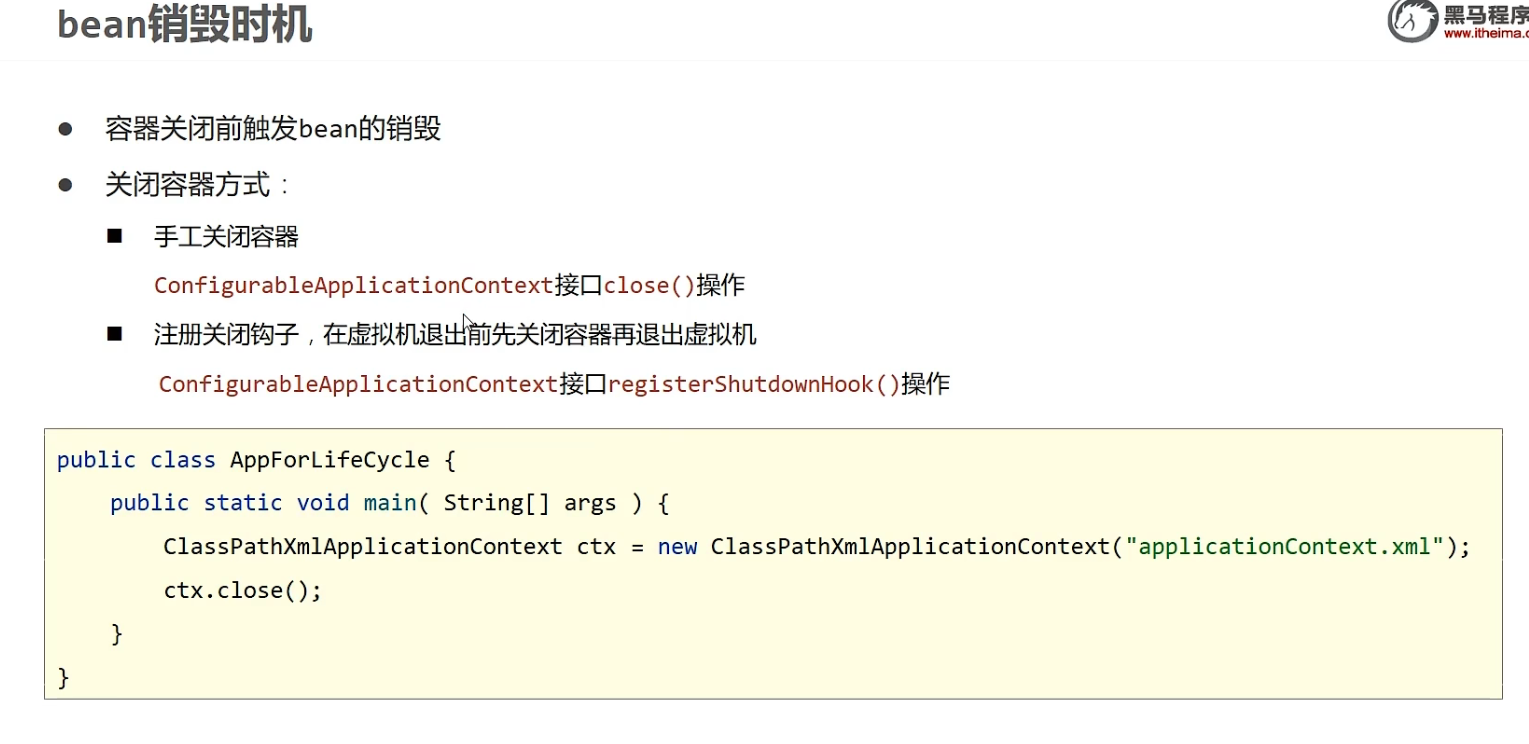 bean销毁时机
黑马程序
www.itheima.c
容器关闭前触发bean的销毁
关闭容器方式：
手工关闭容器
ConfigurableApplicationContext接口close()操作
注册关闭钩子，在虚拟机退出前先关闭容器再退出虚拟机
ConfigurableApplicationContext接口registerShutdownHook()操作
public class AppForLifeCycle {
public static void main( String[] args ) {
ClassPathXmlApplicationContext ctx = new ClassPathXmlApplicationContext("applicationContext.xml");
ctx.close();
}
}